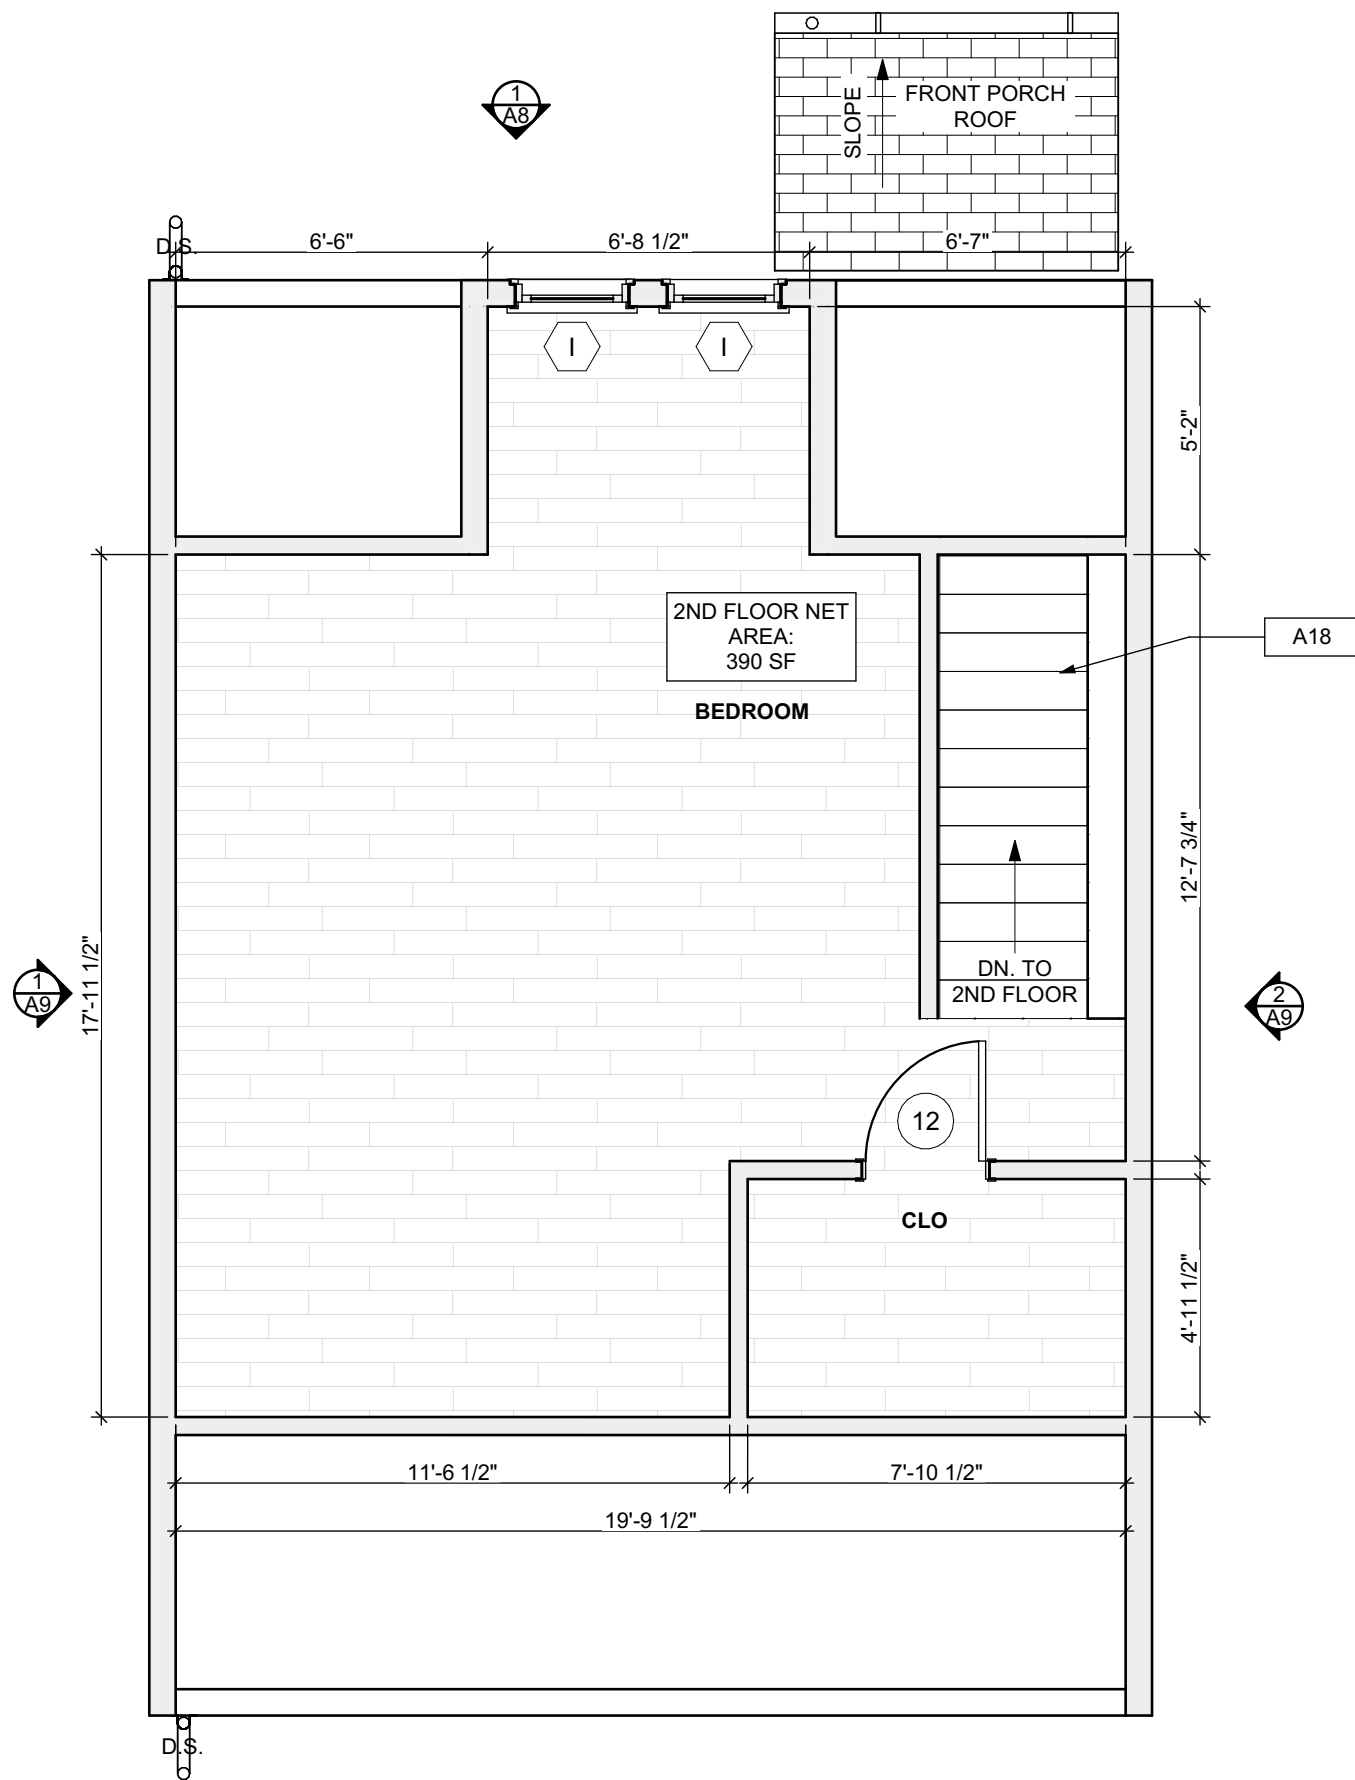 1
A8
SLOPE
FRONT PORCH
ROOF
D.S.
6'-6"
6'-8 1/2"
6'-7"
I
I
5'-2"
2ND FLOOR NET
AREA:
390 SF
A18
BEDROOM
12'-7 3/4"
17'-11 1/2"
1
A9
DN. TO
2ND FLOOR
2
A9
12
CLO
4'-11 1/2"
11'-6 1/2"
7'-10 1/2"
19'-9 1/2"
D.S.